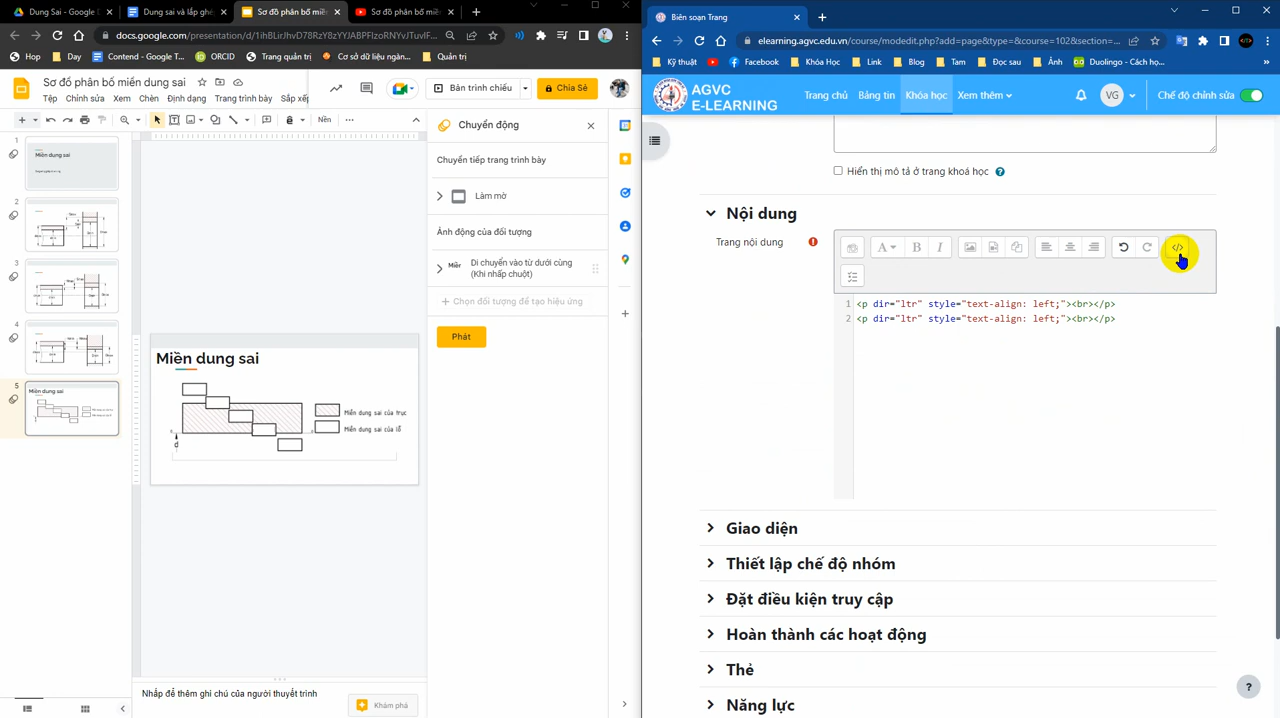 Dung Sai - Google
Dung sai và lắp ghé
Sơ đồ phân bố miề
Sơ đồ phân bố miề
docs.google.com/presentation/d/1ihBLirJhvD78RzY8zYYJABPFIzoRNYvJTuviF
Hop
Day
Contend - Google T...
ORCID
Trang quản trị
Cơ sở dữ liệu ngàn...
Quản trị
Sơ đồ phân bố miền dung sai
Tệp Chỉnh sửa Xem Chèn Định dạng Trang trình bày Sắp xếp
Bản trình chiếu
Chia Sẻ
Nền
Chuyển động
Chuyển tiếp trang trình bày
Làm mờ
Ảnh động của đối tượng
Miền
Di chuyển vào từ dưới cùng
(Khi nhấp chuột)
+ Chọn đối tượng để tạo hiệu ứng
Phát
1
Miền dung sai
2
3
4
5
Miền dung sai
Miền dung sai
Miền dung sai của trục
Miền dung sai của lỗ
d
Nhấp để thêm ghi chú của người thuyết trình
Khám phá
Biên soạn Trang
elearning.agvc.edu.vn/course/modedit.php?add=page&type=&course=102&section=...
Kỹ thuật
Facebook
Khóa Học
Link
Blog
Tam
Đọc sau
Ảnh
Duolingo - Cách họ...
AGVC
E-LEARNING
Trang chủ
Bảng tin
Khóa học
Xem thêm
VG
Chế độ chỉnh sửa
Hiển thị mô tả ở trang khoá học
Nội dung
Trang nội dung
A
B
I
</>
1 <p dir="ltr" style="text-align: left;"><br></p>
2 <p dir="ltr" style="text-align: left;"><br></p>
Giao diện
Thiết lập chế độ nhóm
Đặt điều kiện truy cập
Hoàn thành các hoạt động
Thẻ
Năng lực
?